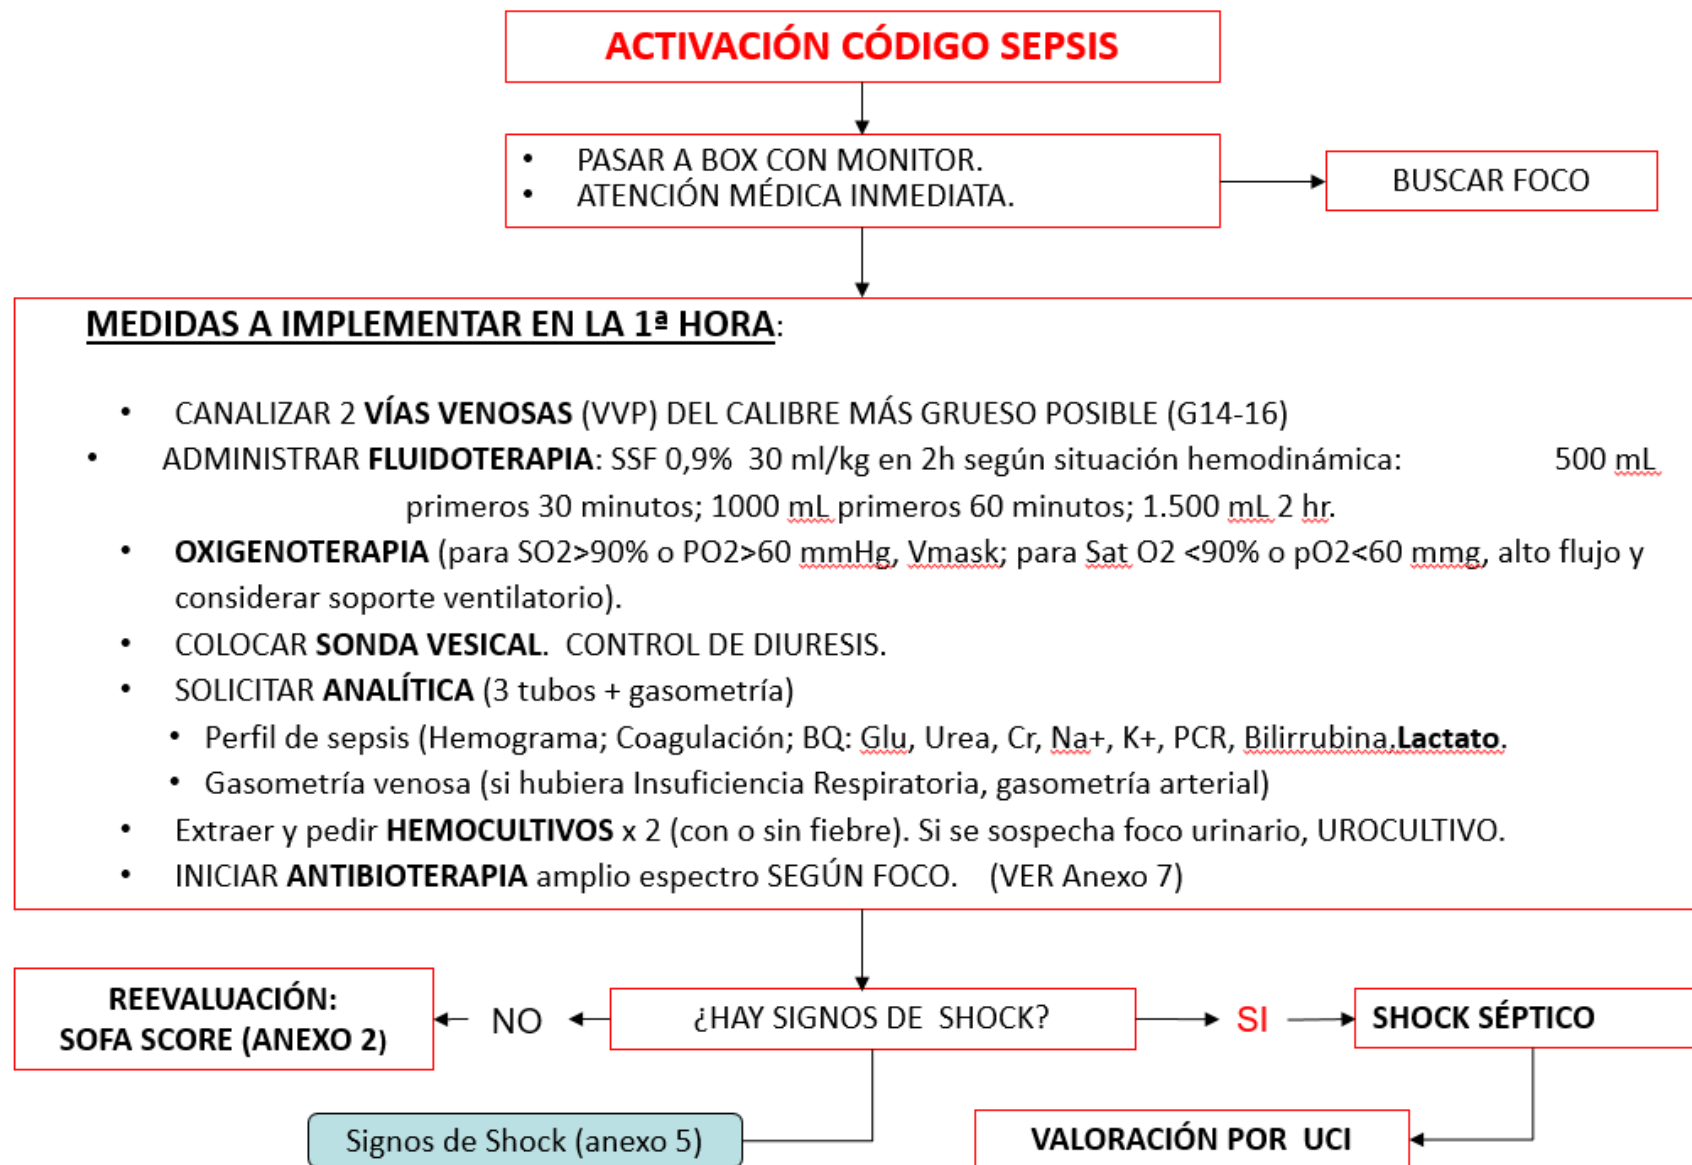 ACTIVACIÓN CÓDIGO SEPSIS
• PASAR A BOX CON MONITOR.
• ATENCIÓN MÉDICA INMEDIATA.
BUSCAR FOCO
MEDIDAS A IMPLEMENTAR EN LA 1ª HORA:
• CANALIZAR 2 VÍAS VENOSAS (VVP) DEL CALIBRE MÁS GRUESO POSIBLE (G14-16)
• ADMINISTRAR FLUIDOTERAPIA: SSF 0,9% 30 ml/kg en 2h según situación hemodinámica: 500 mL
primeros 30 minutos; 1000 mL primeros 60 minutos; 1.500 mL 2 hr.
• OXIGENOTERAPIA (para SO2>90% o PO2>60 mmHg, Vmask; para Sat O2 <90% o pO2<60 mmg, alto flujo y
considerar soporte ventilatorio).
• COLOCAR SONDA VESICAL. CONTROL DE DIURESIS.
• SOLICITAR ANALÍTICA (3 tubos + gasometría)
• Perfil de sepsis (Hemograma; Coagulación; BQ: Glu, Urea, Cr, Na+, K+, PCR, Bilirrubina,Lactato.
• Gasometría venosa (si hubiera Insuficiencia Respiratoria, gasometría arterial)
• Extraer y pedir HEMOCULTIVOS x 2 (con o sin fiebre). Si se sospecha foco urinario, UROCULTIVO.
• INICIAR ANTIBIOTERAPIA amplio espectro SEGÚN FOCO. (VER Anexo 7)
REEVALUACIÓN:
SOFA SCORE (ANEXO 2)
NO
¿HAY SIGNOS DE SHOCK?
SI
SHOCK SÉPTICO
Signos de Shock (anexo 5)
VALORACIÓN POR UCI